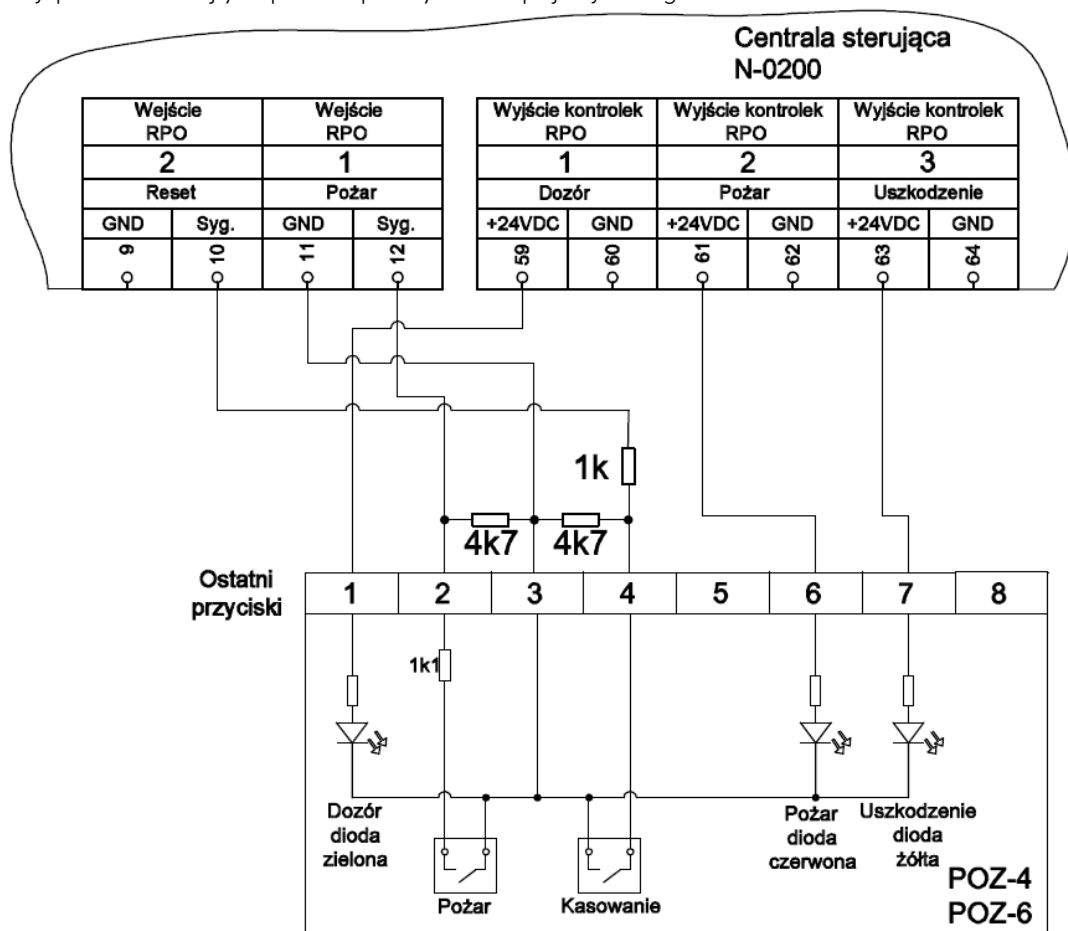 Centrala sterująca
N-0200
Wejście RPO Wejście RPO Wyjście kontrolek RPO Wyjście kontrolek RPO Wyjście kontrolek RPO
2 1 1 2 3
Reset Pożar Dozór Pożar Uszkodzenie
GND Syg. GND Syg. +24VDC GND +24VDC GND +24VDC GND
9 10 11 12 59 60 61 62 63 64
1k
4k7 4k7
Ostatni
przyciski
1 2 3 4 5 6 7 8
1k1
Dozór
dioda
zielona
Pożar
Kasowanie
Pożar
dioda
czerwona
Uszkodzenie
dioda
żółta
POZ-4
POZ-6